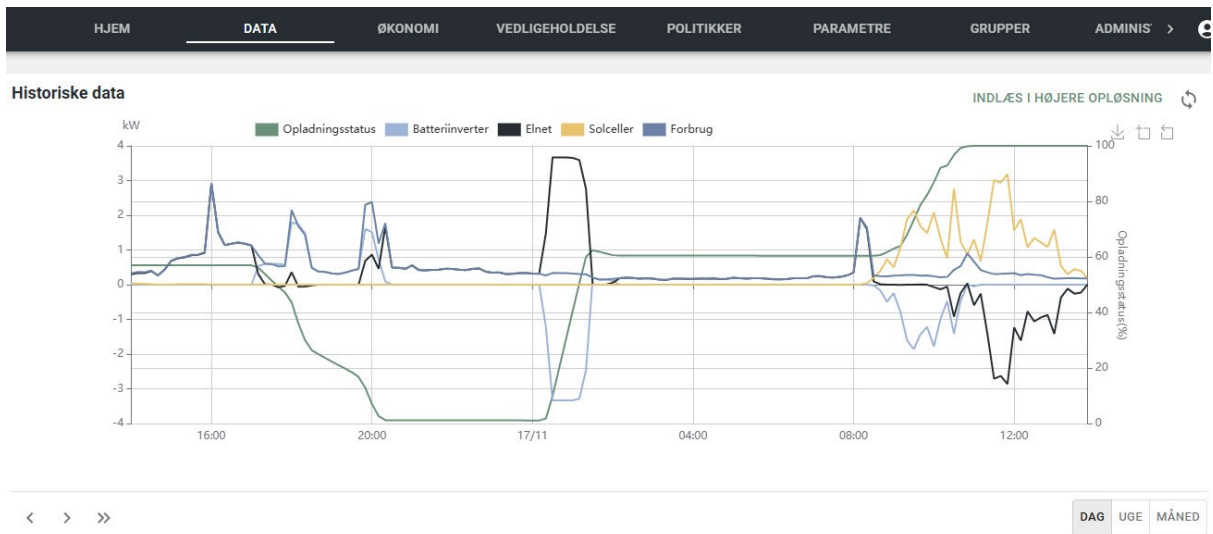 HJEM DATA ØKONOMI VEDLIGEHOLDELSE POLITIKKER PARAMETRE GRUPPER ADMINIS
Historiske data
INDLÆS I HØJERE OPLØSNING
kW
Opladningsstatus Batteriinverter Elnet Solceller Forbrug
4 100
3
80
2
1
60
0
Opladningsstatus(%)
-1
40
-2
20
-3
-4 0
16:00 20:00 17/11 04:00 08:00 12:00
DAG UGE MÅNED